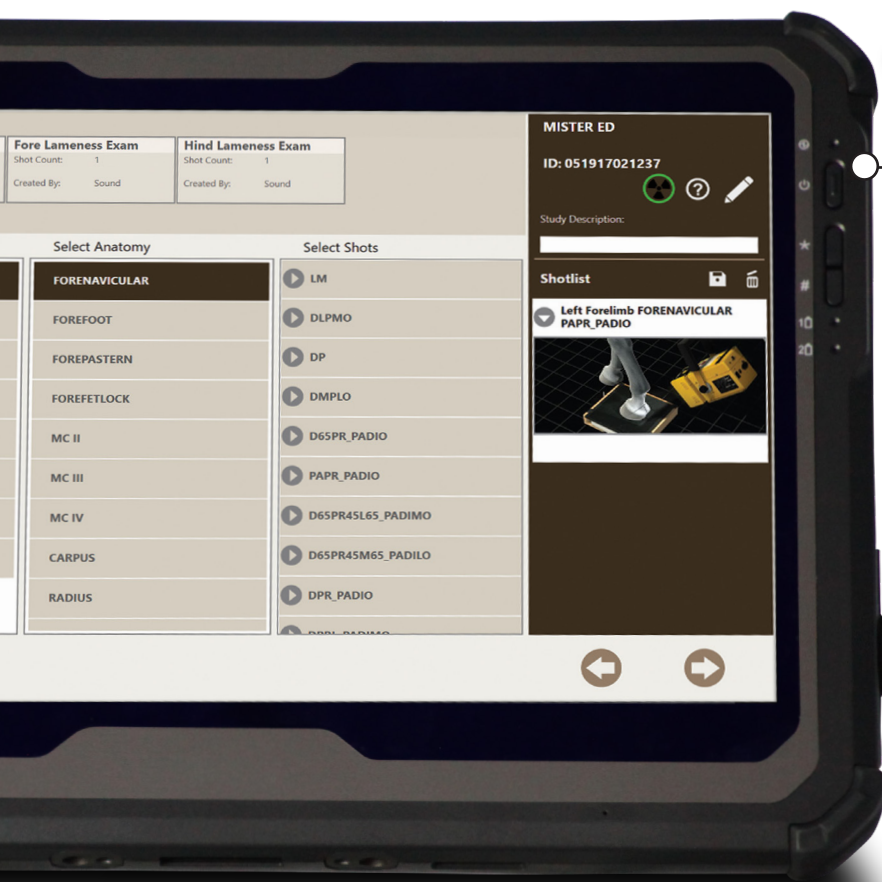 Fore Lameness Exam
Shot Count: 1
Created By: Sound
Hind Lameness Exam
Shot Count: 1
Created By: Sound
Select Anatomy
FORENAVICULAR
FOREFOOT
FOREPASTERN
FOREFETLOCK
MC II
MC III
MC IV
CARPUS
RADIUS
Select Shots
LM
DLPMO
DP
DMPLO
D65PR_PADIO
PAPR_PADIO
D65PR45L65_PADIMO
D65PR45M65_PADILO
DPR_PADIO
MISTER ED
ID: 051917021237
?
Study Description:
Shotlist
Left Forelimb FORENAVICULAR
PAPR_PADIO
#
1
2